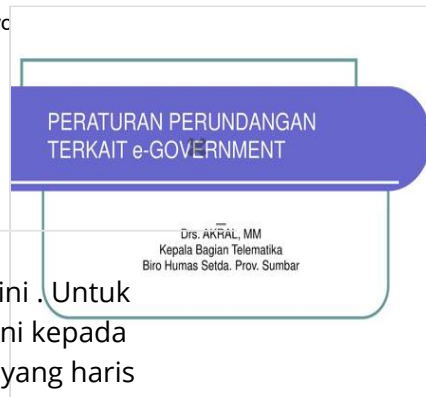 PERATURAN PERUNDANGAN
TERKAIT e-GOVERNMENT
Drs. AKRAL, MM
Kepala Bagian Telematika
Biro Humas Setda. Prov. Sumbar
ini . Untuk
ni kepada
yang haris